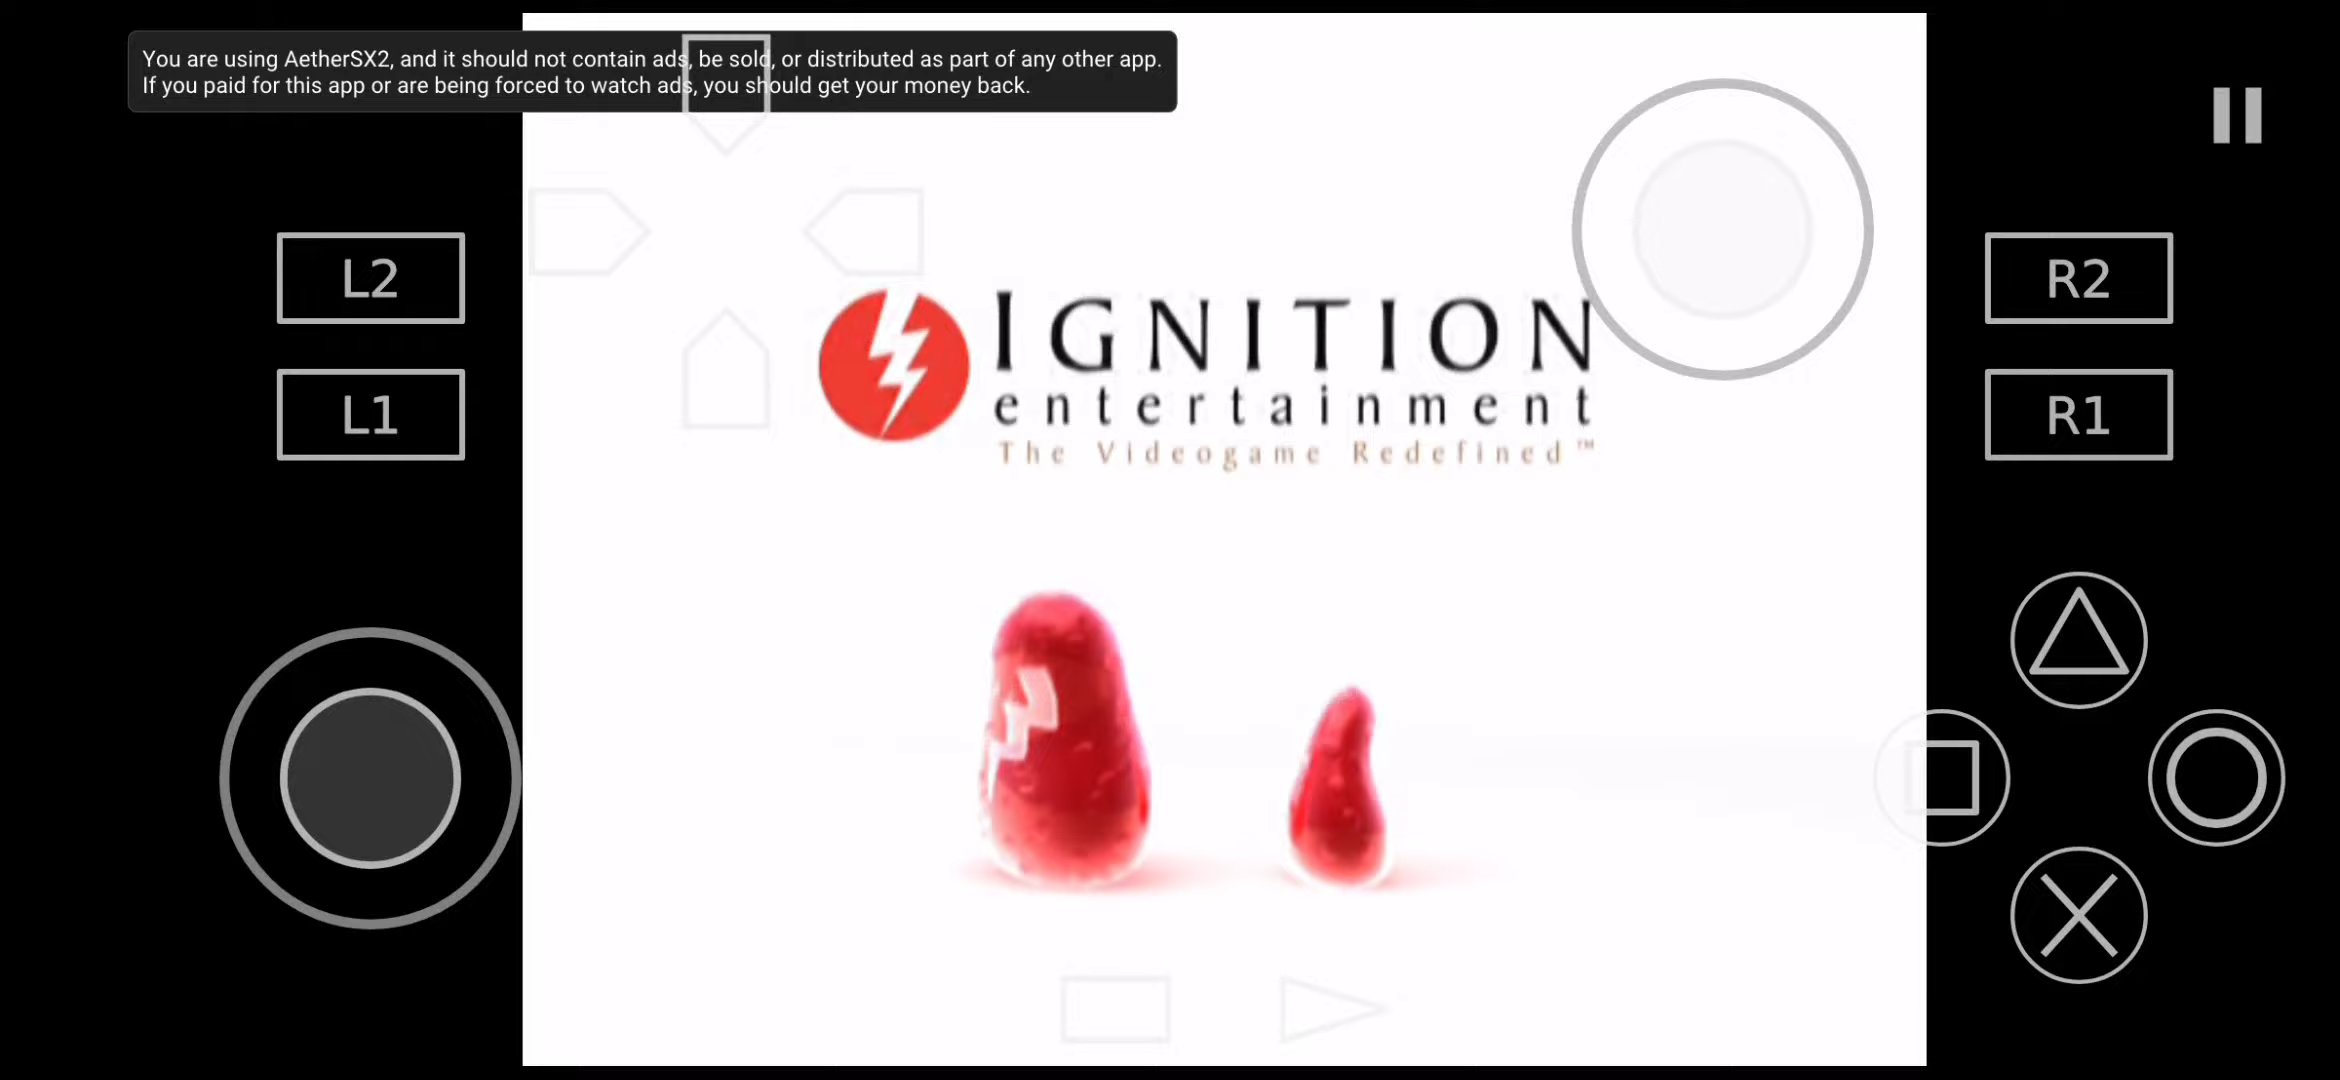 You are using AetherSX2, and it should not contain ads, be sold, or distributed as part of any other app.
If you paid for this app or are being forced to watch ads, you should get your money back.
L2
R2
IGNITION
entertainment
The Videogame Redefined™
L1
R1